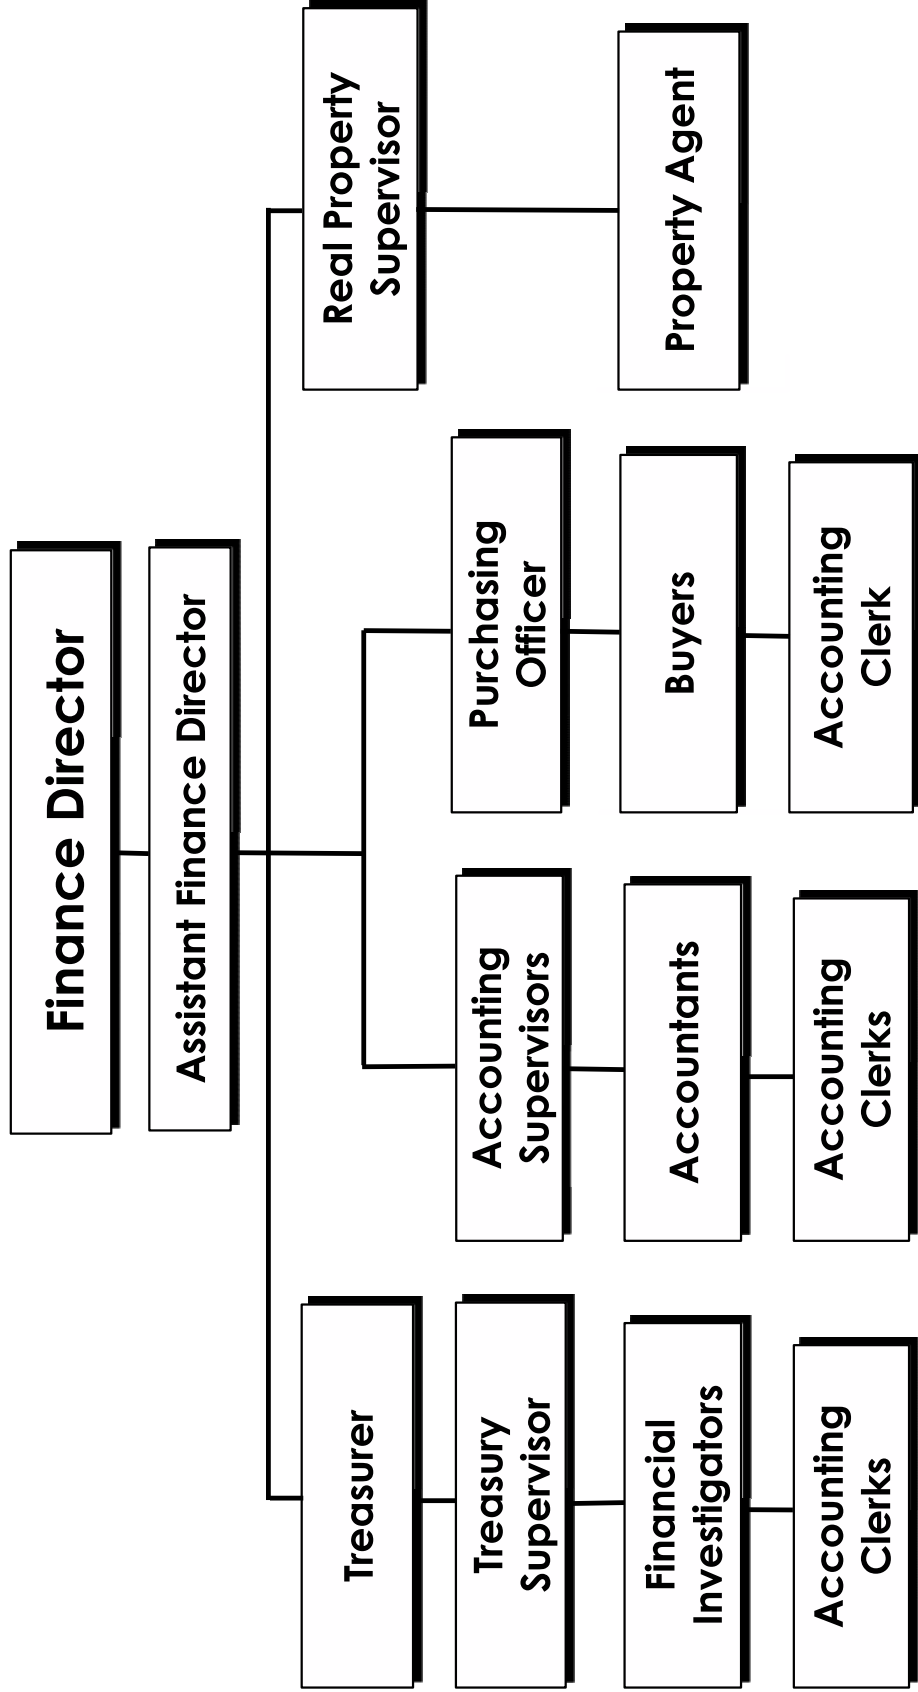 Finance Director
Assistant Finance Director
Treasurer
Real Property
Supervisor
Treasury
Supervisor
Accounting
Supervisors
Purchasing
Officer
Financial
Investigators
Accountants
Buyers
Property Agent
Accounting
Clerks
Accounting
Clerks
Accounting
Clerk